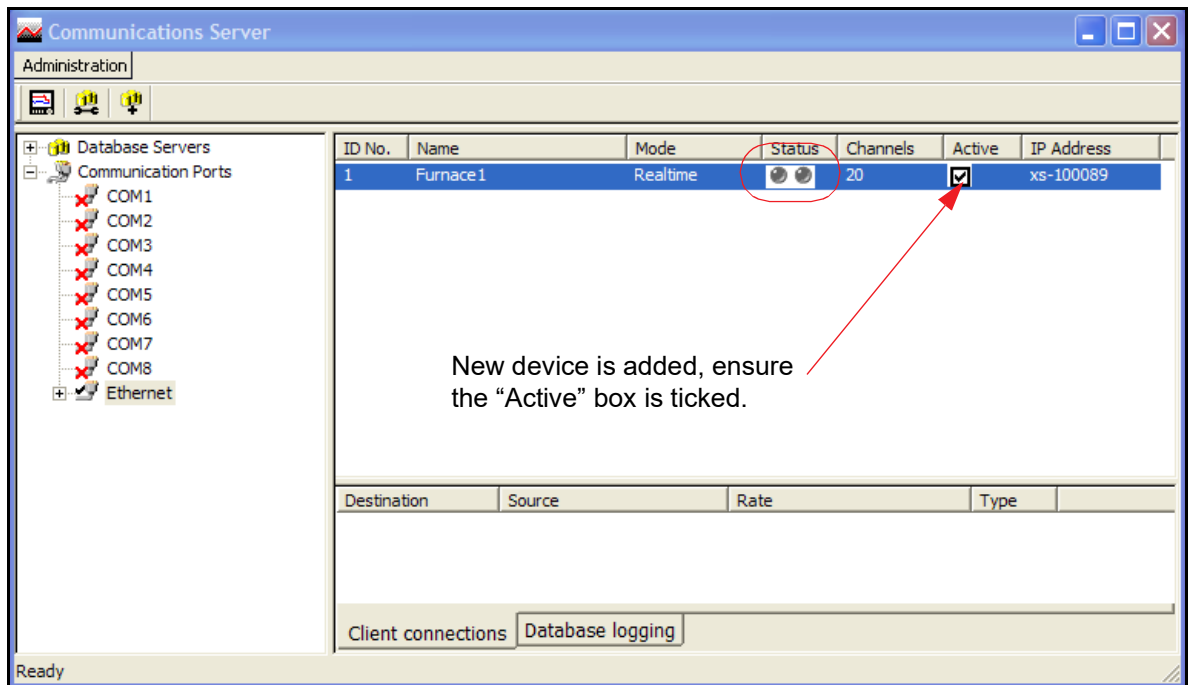 Communications Server
Administration
Database Servers
Communication Ports
COM1
COM2
COM3
COM4
COM5
COM6
COM7
COM8
Ethernet
ID No. Name Mode Status Channels Active IP Address
1 Furnace1 Realtime 20 xs-100089
New device is added, ensure
the “Active” box is ticked.
Destination Source Rate Type
Client connections Database logging
Ready